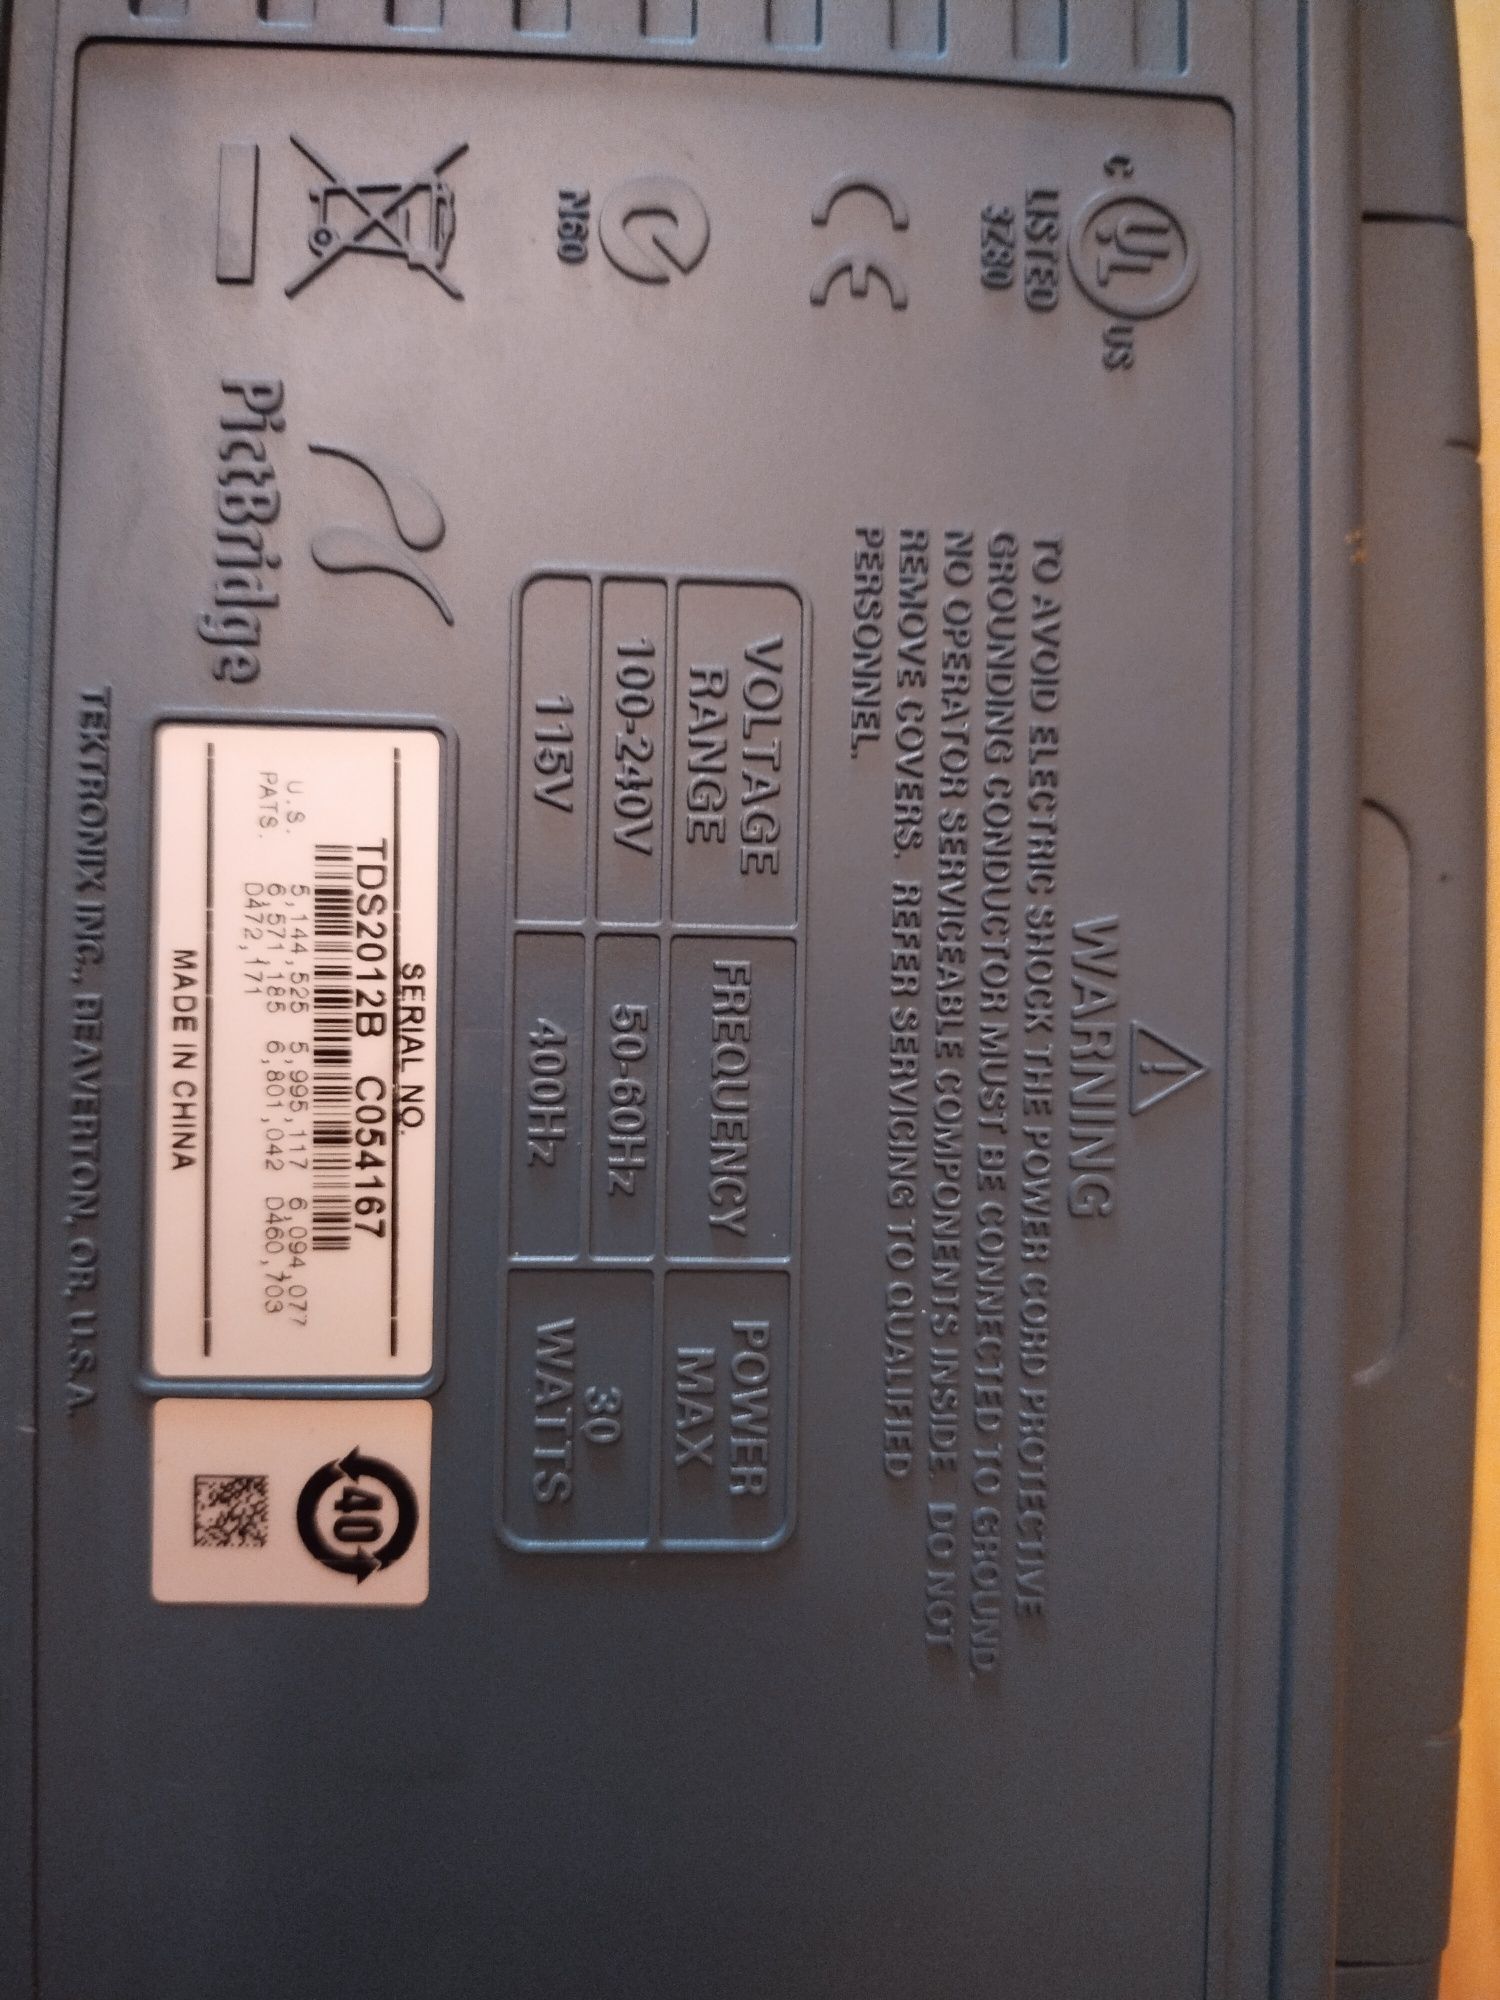 C UL US
LISTED
3Z80
CE
N60
PictBridge
WARNING
TO AVOID ELECTRIC SHOCK THE POWER CORD PROTECTIVE
GROUNDING CONDUCTOR MUST BE CONNECTED TO GROUND.
NO OPERATOR SERVICEABLE COMPONENTS INSIDE. DO NOT
REMOVE COVERS. REFER SERVICING TO QUALIFIED
PERSONNEL.
VOLTAGE RANGE FREQUENCY POWER MAX
100-240V 50-60Hz 30 WATTS
115V 400Hz
SERIAL NO.
TDS2012B C054167
U.S. 5,144,525 5,995,117 6,094,077
PATS. 6,571,185 6,801,042 D460,703
D472,171
MADE IN CHINA
40
TEKTRONIX INC., BEAVERTON, OR, U.S.A.